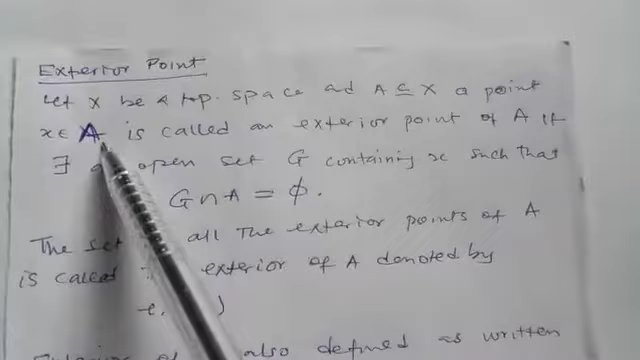 Exterior Point
Let X be a top. space ad A ⊆ X a point
x ∈ A is called an exterior point of A if
∃ open set G containing x such that
G ∩ A = ϕ.
The set all the exterior points of A
is called exterior of A denoted by
e. )
also defined as written